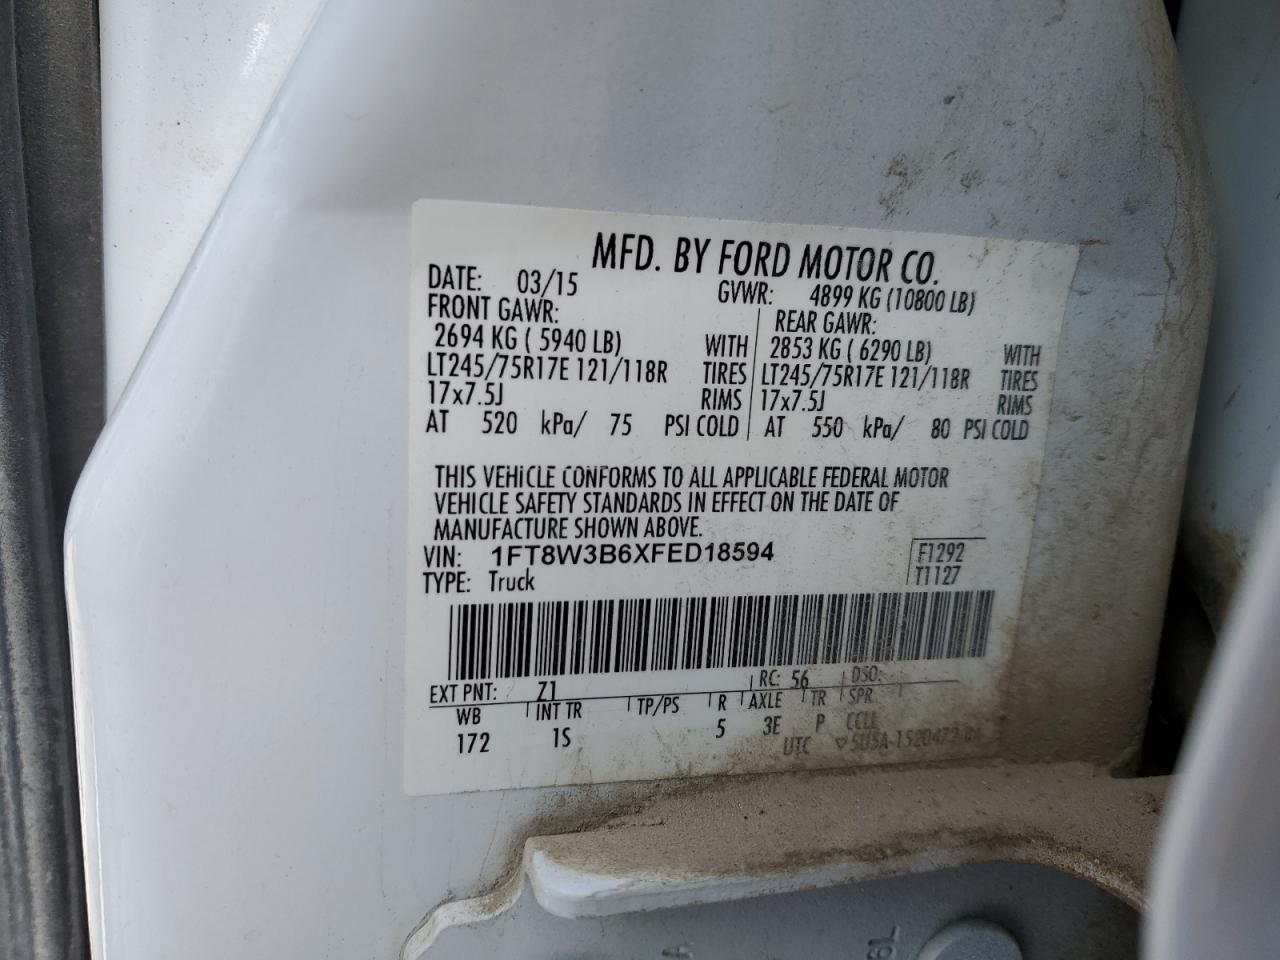 MFD. BY FORD MOTOR CO.
DATE: 03/15 GVWR: 4899 KG (10800 LB)
FRONT GAWR: REAR GAWR:
2694 KG ( 5940 LB) WITH 2853 KG ( 6290 LB) WITH
LT245/75R17E 121/118R TIRES LT245/75R17E 121/118R TIRES
17x7.5J RIMS 17x7.5J RIMS
AT 520 kPa/ 75 PSI COLD AT 550 kPa/ 80 PSI COLD
THIS VEHICLE CONFORMS TO ALL APPLICABLE FEDERAL MOTOR
VEHICLE SAFETY STANDARDS IN EFFECT ON THE DATE OF
MANUFACTURE SHOWN ABOVE.
VIN: 1FT8W3B6XFED18594 F1292
TYPE: Truck T1127
EXT PNT: Z1 RC: 56 DSO:
WB INT TR TP/PS R AXLE TR SPR
172 1S 5 3E P CCLL
UTC